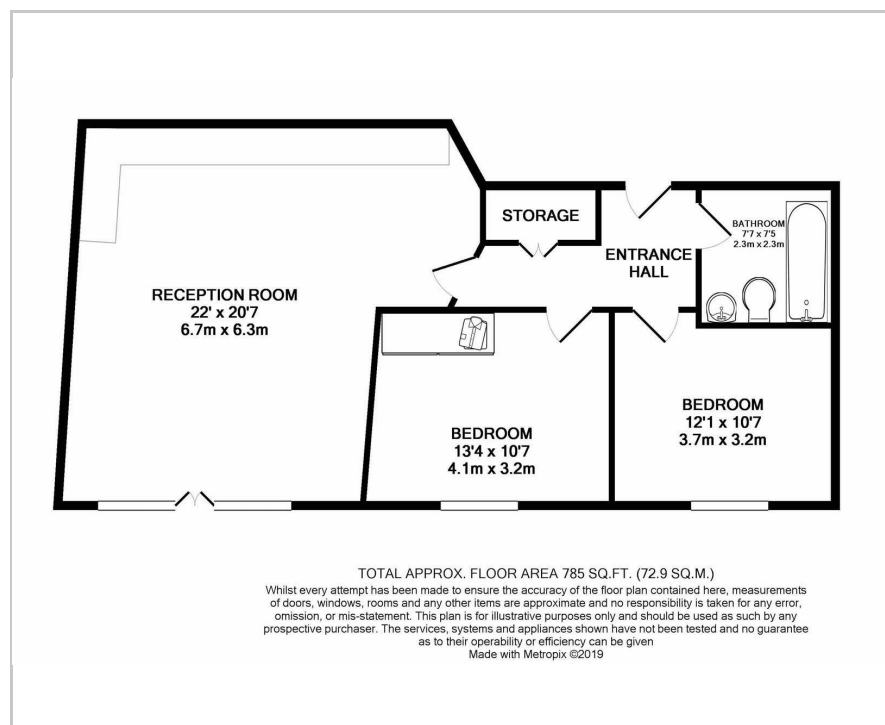 STORAGE
BATHROOM
7'7 x 7'5
2.3m x 2.3m
ENTRANCE
HALL
RECEPTION ROOM
22' x 20'7
6.7m x 6.3m
BEDROOM
13'4 x 10'7
4.1m x 3.2m
BEDROOM
12'1 x 10'7
3.7m x 3.2m
TOTAL APPROX. FLOOR AREA 785 SQ.FT. (72.9 SQ.M.)
Whilst every attempt has been made to ensure the accuracy of the floor plan contained here, measurements
of doors, windows, rooms and any other items are approximate and no responsibility is taken for any error,
omission, or mis-statement. This plan is for illustrative purposes only and should be used as such by any
prospective purchaser. The services, systems and appliances shown have not been tested and no guarantee
as to their operability or efficiency can be given
Made with Metropix ©2019